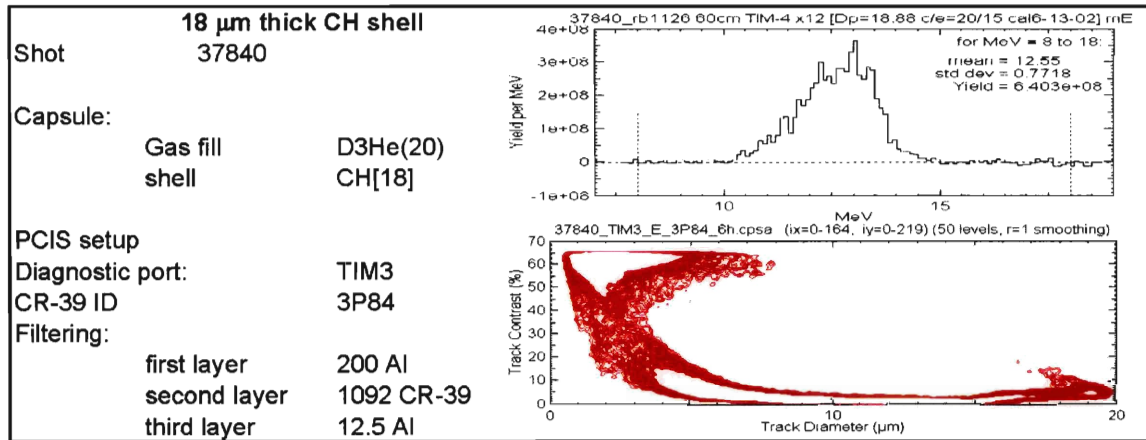 18 μm thick CH shell
Shot 37840
Capsule:
Gas fill D3He(20)
shell CH[18]
PCIS setup
Diagnostic port: TIM3
CR-39 ID 3P84
Filtering:
first layer 200 Al
second layer 1092 CR-39
third layer 12.5 Al
37840_rb1126 60cm TIM-4 x12 [Dp=18.88 c/e=20/15 cal6-13-02] mE
for MeV = 8 to 18:
mean = 12.55
std dev = 0.7718
Yield = 6.403e+08
Yield per MeV
4e+08
3e+08
2e+08
1e+08
0
-1e+08
10 15
MeV
37840_TIM3_E_3P84_6h.cpsa (ix=0-164, iy=0-219) (50 levels, r=1 smoothing)
Track Contrast (%)
70
60
50
40
30
20
10
0
0 10 20
Track Diameter (μm)